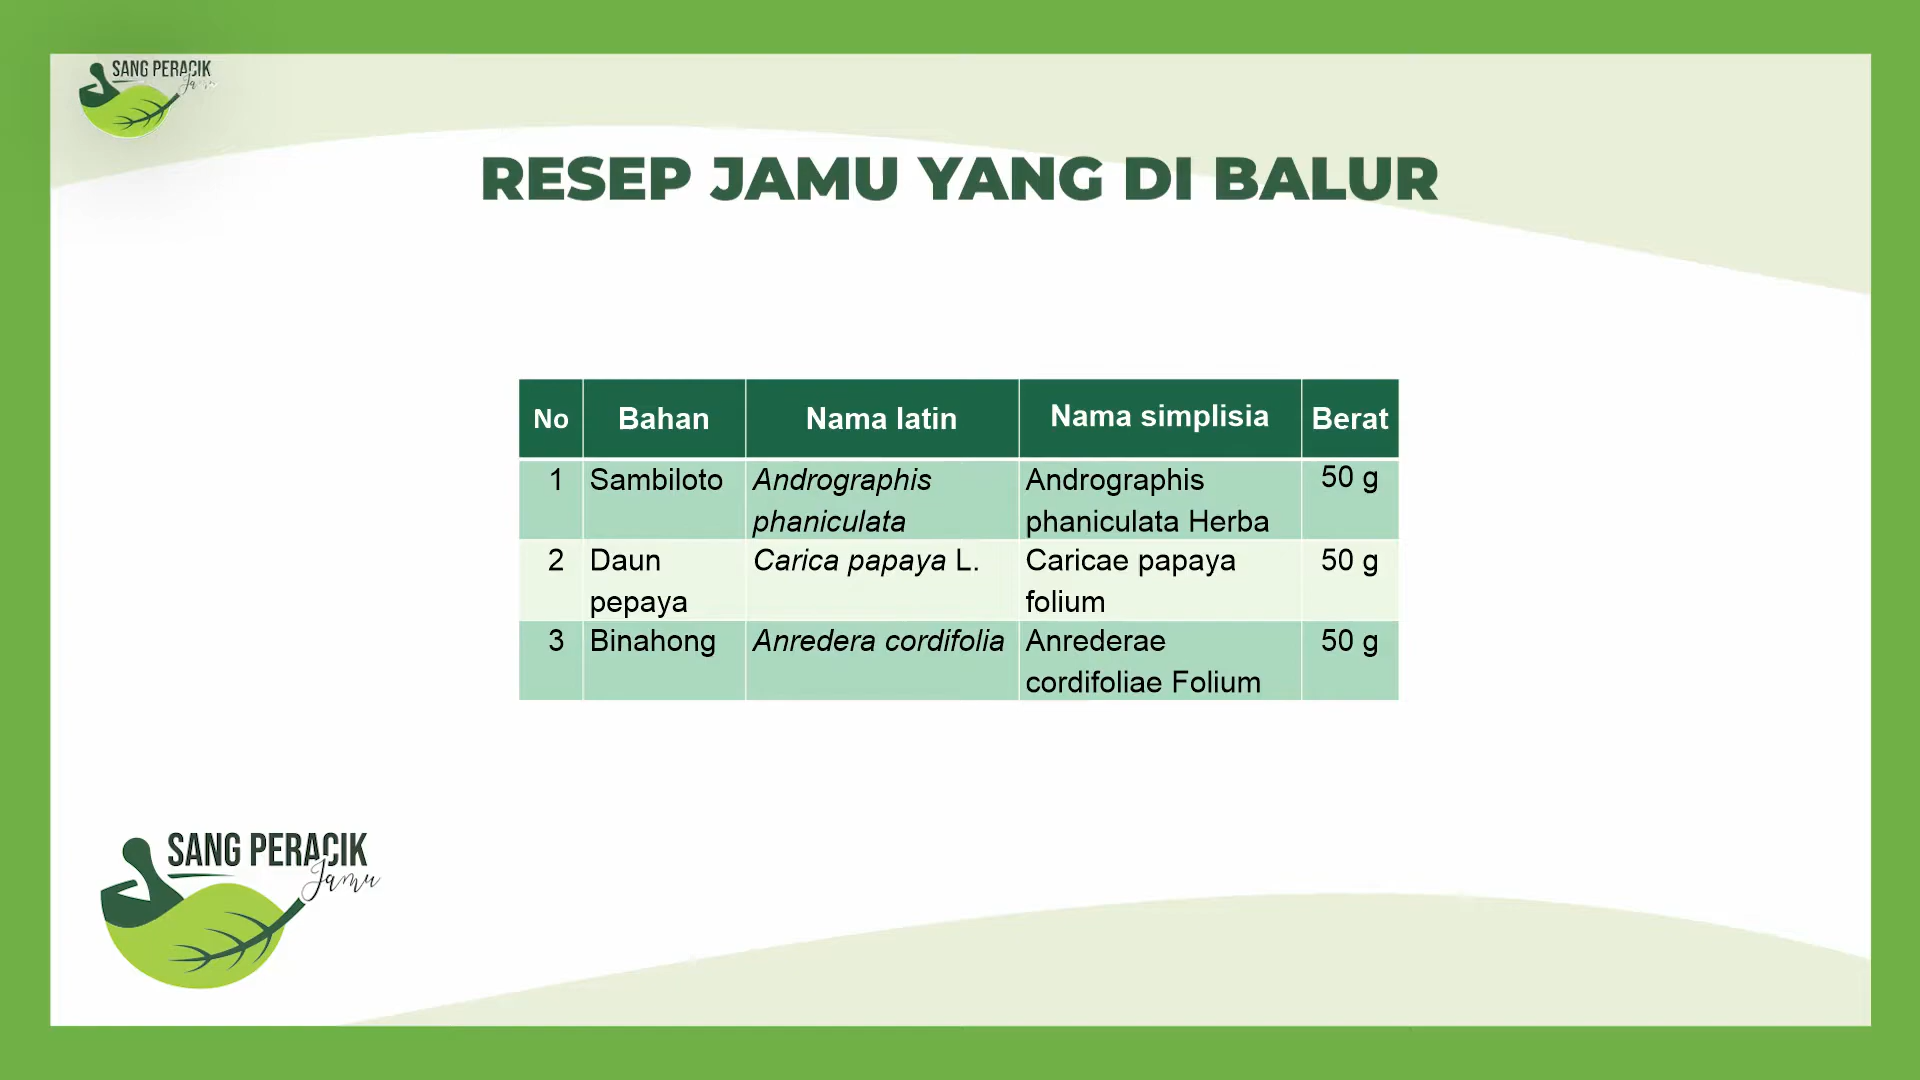 SANG PERACIK
Jamu
RESEP JAMU YANG DI BALUR
No Bahan Nama latin Nama simplisia Berat
1 Sambiloto Andrographis phaniculata Andrographis phaniculata Herba 50 g
2 Daun pepaya Carica papaya L. Caricae papaya folium 50 g
3 Binahong Anredera cordifolia Anrederae cordifoliae Folium 50 g
SANG PERACIK
Jamu